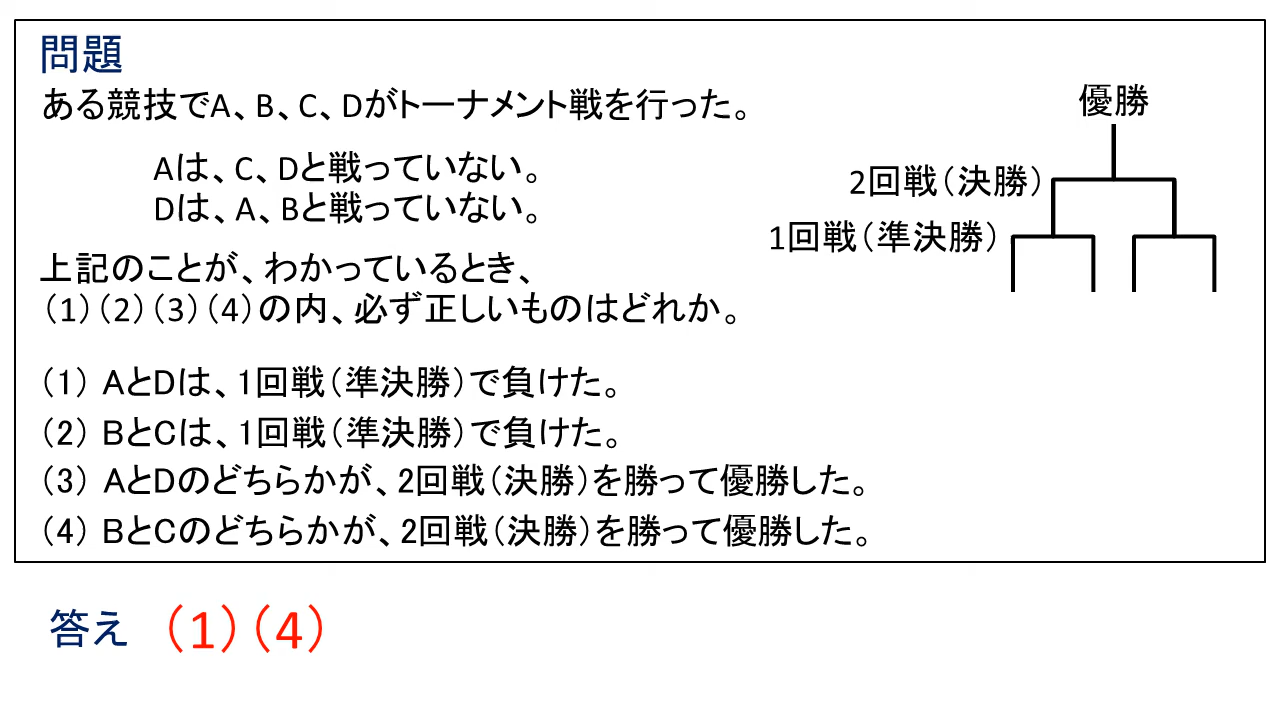 問題
ある競技でA、B、C、Dがトーナメント戦を行った。
Aは、C、Dと戦っていない。
Dは、A、Bと戦っていない。
上記のことが、わかっているとき、
（1）（2）（3）（4）の内、必ず正しいものはどれか。
優勝
2回戦（決勝）
1回戦（準決勝）
（1） AとDは、1回戦（準決勝）で負けた。
（2） BとCは、1回戦（準決勝）で負けた。
（3） AとDのどちらかが、2回戦（決勝）を勝って優勝した。
（4） BとCのどちらかが、2回戦（決勝）を勝って優勝した。
答え （1）（4）